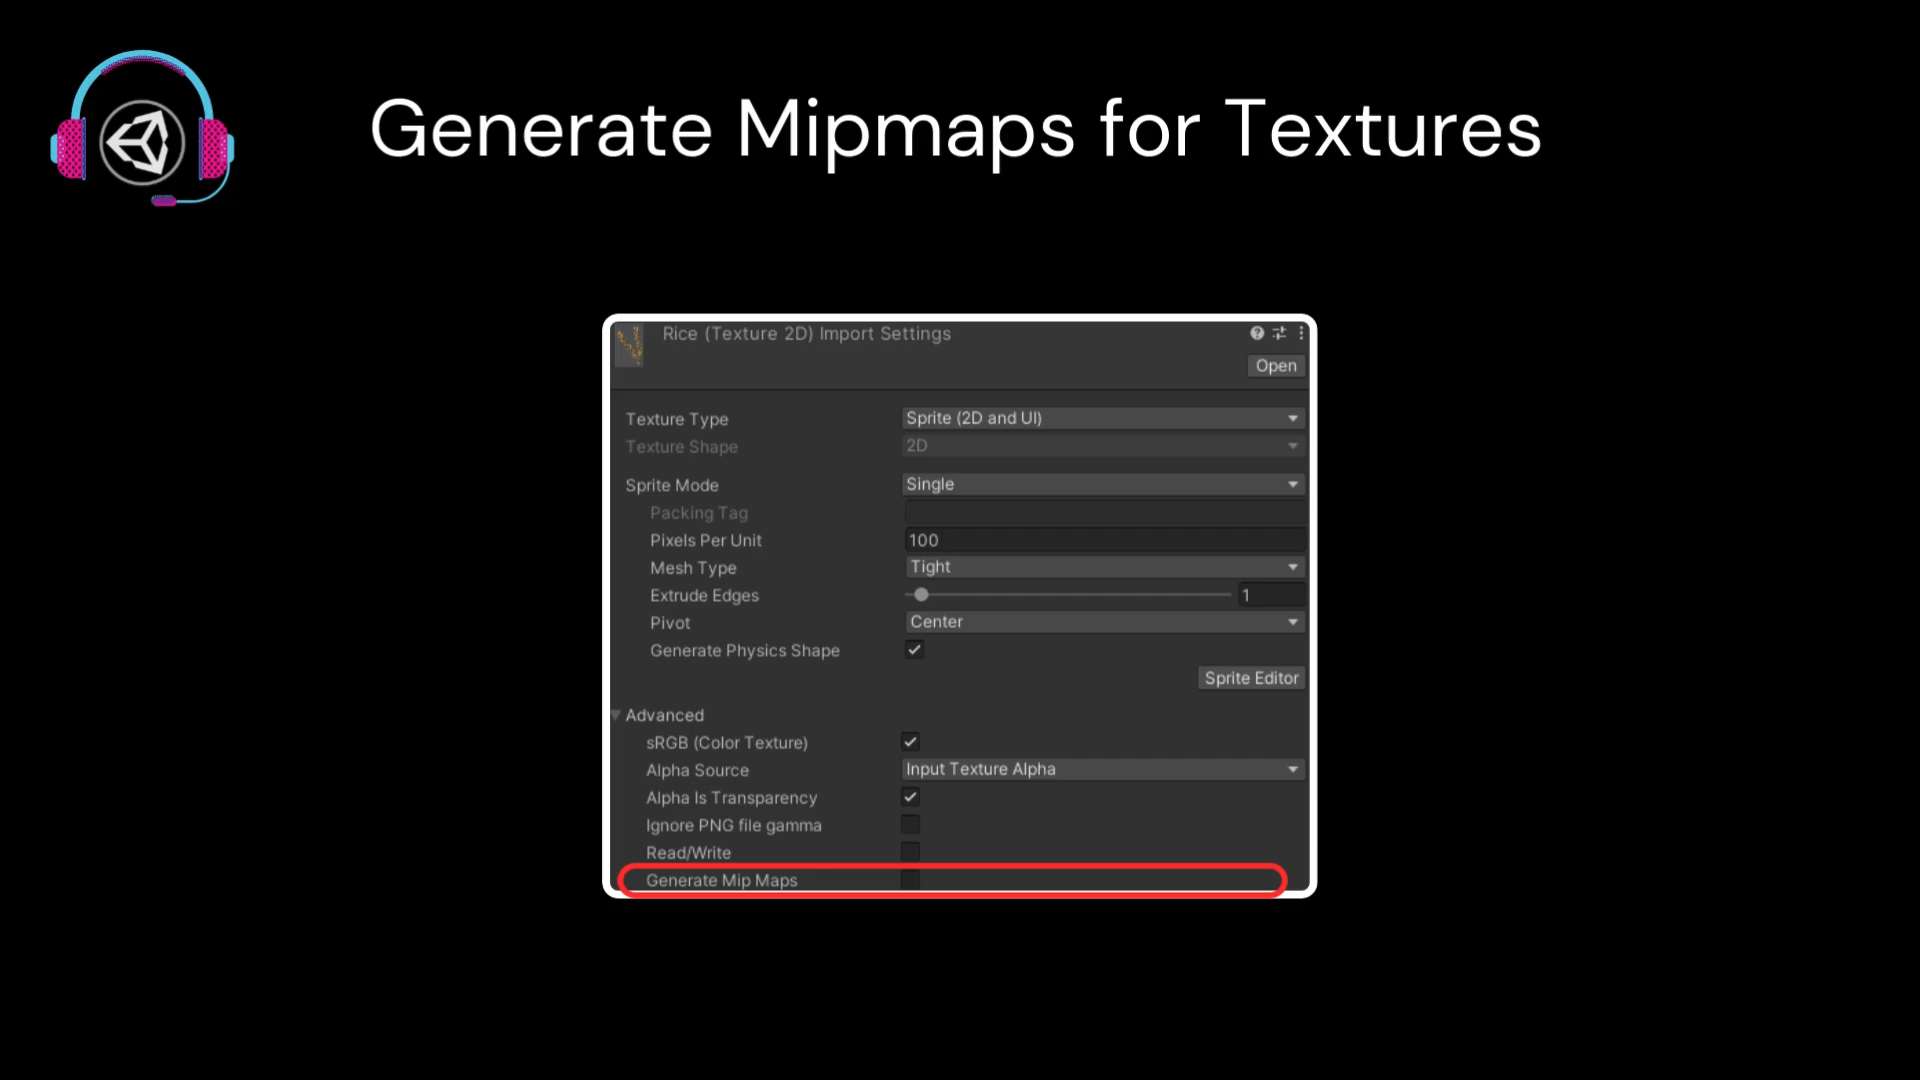 Generate Mipmaps for Textures
Rice (Texture 2D) Import Settings
Open
Texture Type Sprite (2D and UI)
Texture Shape 2D
Sprite Mode Single
Packing Tag
Pixels Per Unit 100
Mesh Type Tight
Extrude Edges 1
Pivot Center
Generate Physics Shape
Sprite Editor
Advanced
sRGB (Color Texture)
Alpha Source Input Texture Alpha
Alpha Is Transparency
Ignore PNG file gamma
Read/Write
Generate Mip Maps